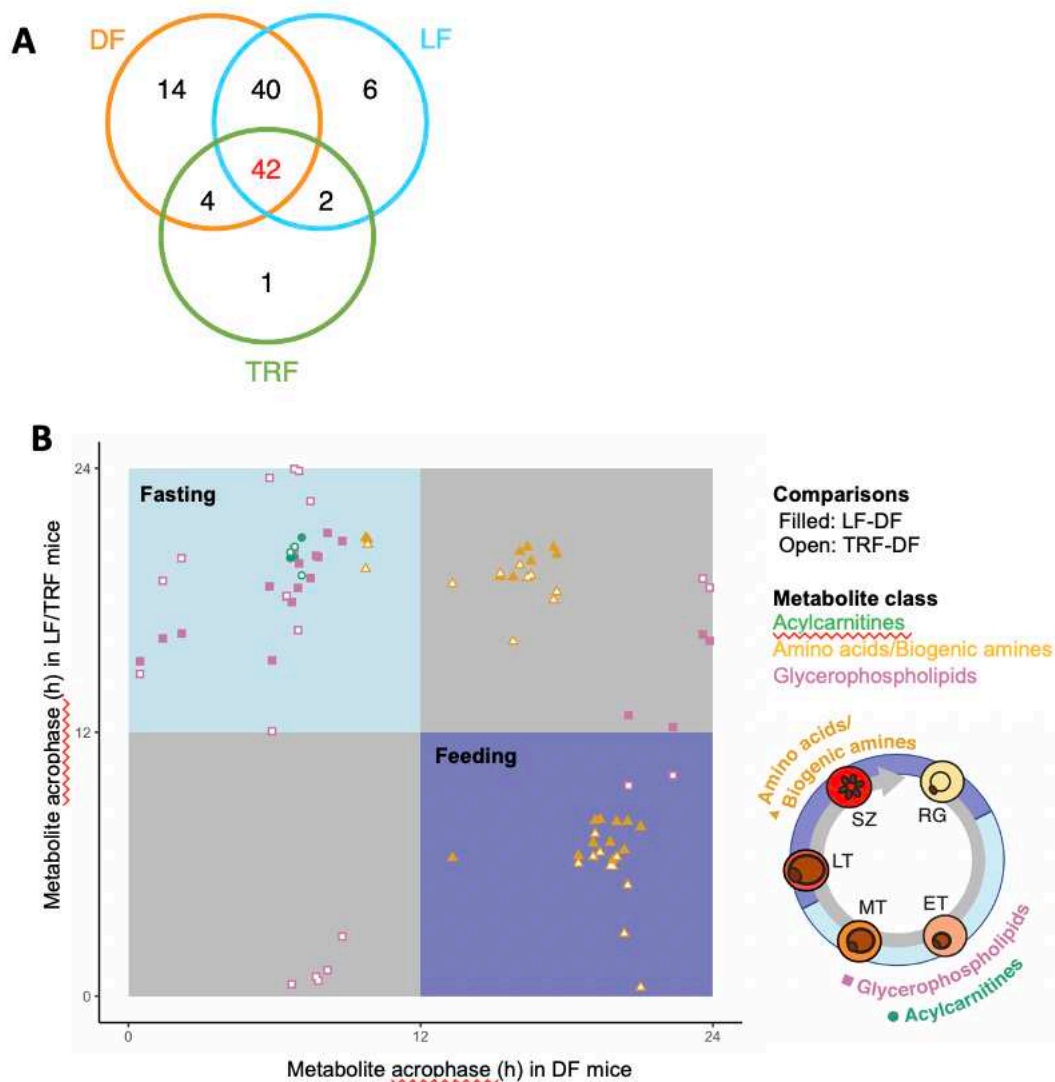 A
DF
LF
14
40
6
42
4
2
1
TRF
B
24
Fasting
Feeding
12
0
Metabolite acrophase (h) in LF/TRF mice
0
12
24
Metabolite acrophase (h) in DF mice
Comparisons
Filled: LF-DF
Open: TRF-DF
Metabolite class
Acylcarnitines
Amino acids/Biogenic amines
Glycerophospholipids
Amino acids/
Biogenic amines
SZ
RG
LT
MT
ET
Glycerophospholipids
Acylcarnitines